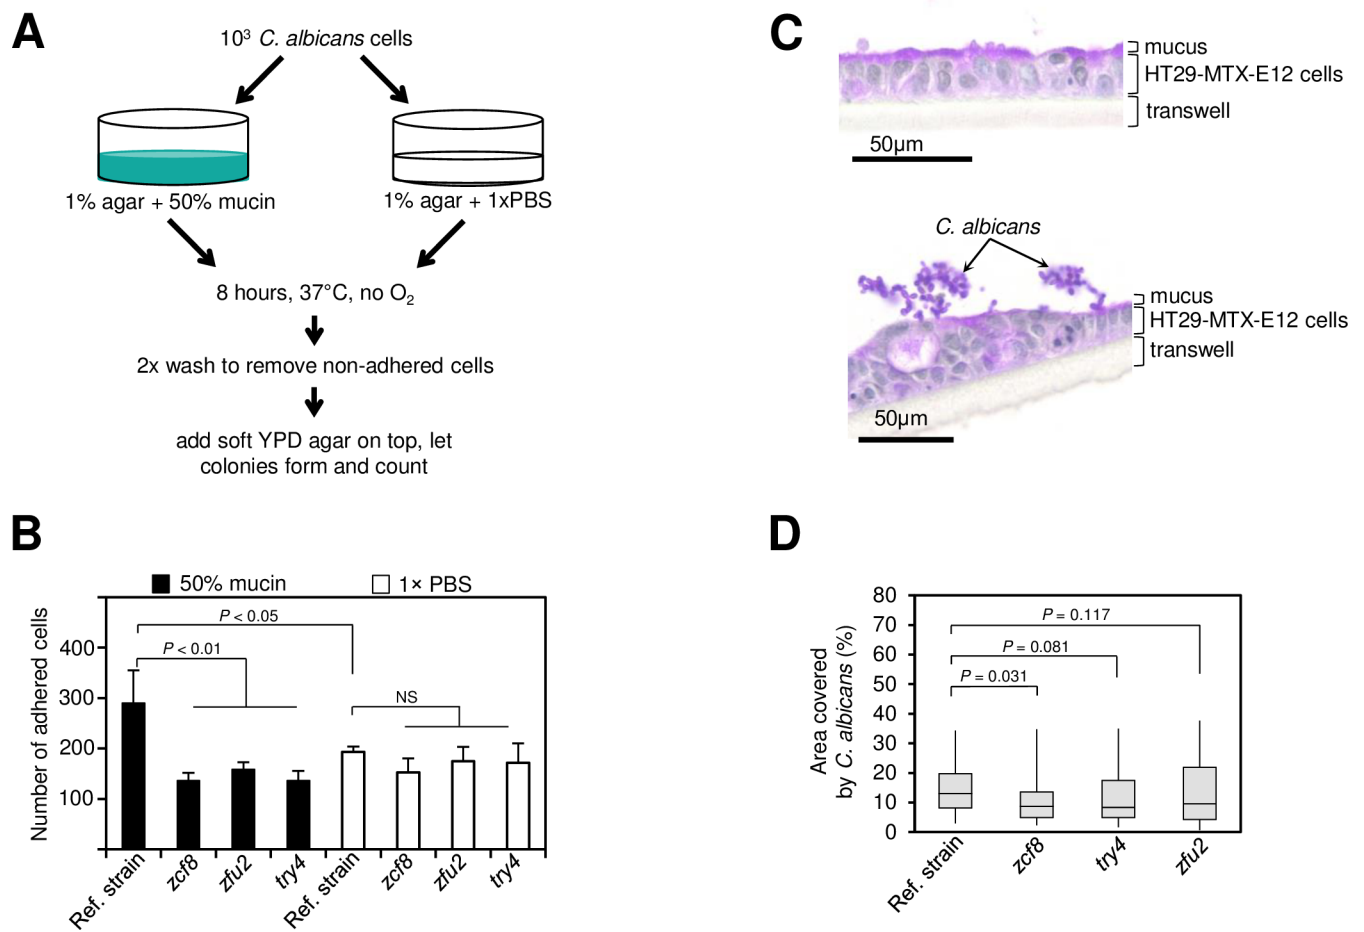 A
10³ C. albicans cells
1% agar + 50% mucin
1% agar + 1xPBS
8 hours, 37°C, no O₂
2x wash to remove non-adhered cells
add soft YPD agar on top, let
colonies form and count
B
50% mucin
1× PBS
Number of adhered cells
400
300
200
100
P < 0.05
P < 0.01
NS
Ref. strain
zcf8
zfu2
try4
Ref. strain
zcf8
zfu2
try4
C
mucus
HT29-MTX-E12 cells
transwell
50µm
C. albicans
mucus
HT29-MTX-E12 cells
transwell
50µm
D
Area covered
by C. albicans (%)
80
70
60
50
40
30
20
10
0
P = 0.117
P = 0.081
P = 0.031
Ref. strain
zcf8
try4
zfu2